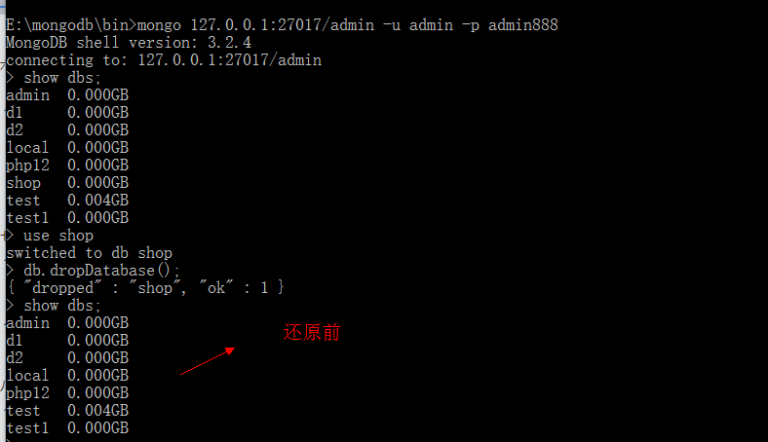 E:\mongodb\bin>mongo 127.0.0.1:27017/admin -u admin -p admin888
MongoDB shell version: 3.2.4
connecting to: 127.0.0.1:27017/admin
> show dbs;
admin 0.000GB
d1 0.000GB
d2 0.000GB
local 0.000GB
php12 0.000GB
shop 0.000GB
test 0.004GB
test1 0.000GB
> use shop
switched to db shop
> db.dropDatabase();
{ "dropped" : "shop", "ok" : 1 }
> show dbs;
admin 0.000GB
还原前
d1 0.000GB
d2 0.000GB
local 0.000GB
php12 0.000GB
test 0.004GB
test1 0.000GB